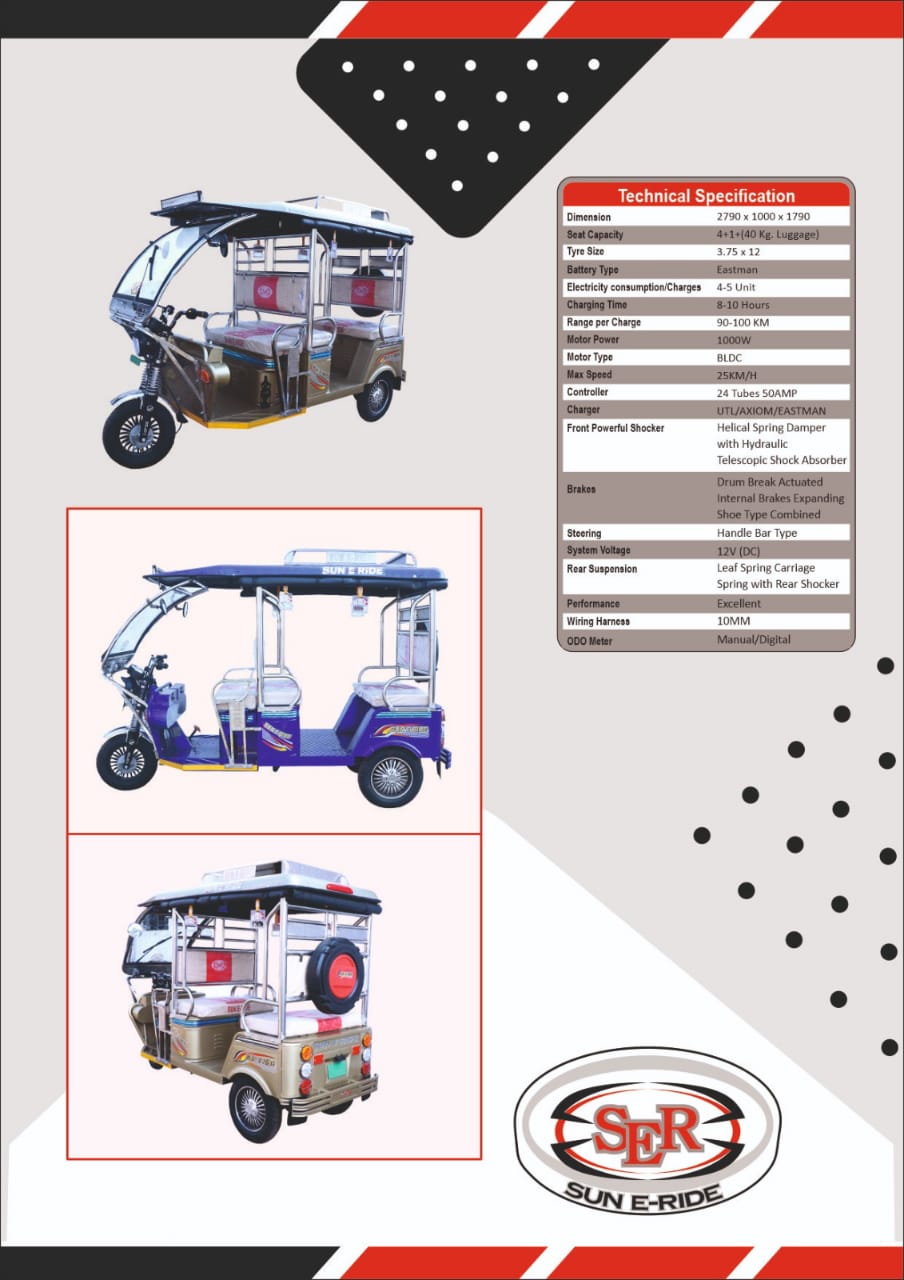 Technical Specification
Dimension 2790 x 1000 x 1790
Seat Capacity 4+1+(40 Kg. Luggage)
Tyre Size 3.75 x 12
Battery Type Eastman
Electricity consumption/Charges 4-5 Unit
Charging Time 8-10 Hours
Range per Charge 90-100 KM
Motor Power 1000W
Motor Type BLDC
Max Speed 25KM/H
Controller 24 Tubes 50AMP
Charger UTL/AXIOM/EASTMAN
Front Powerful Shocker Helical Spring Damper
with Hydraulic
Telescopic Shock Absorber
Brakes Drum Break Actuated
Internal Brakes Expanding
Shoe Type Combined
Steering Handle Bar Type
System Voltage 12V (DC)
Rear Suspension Leaf Spring Carriage
Spring with Rear Shocker
Performance Excellent
Wiring Harness 10MM
ODO Meter Manual/Digital
SUN E RIDE
SER
SUN E-RIDE